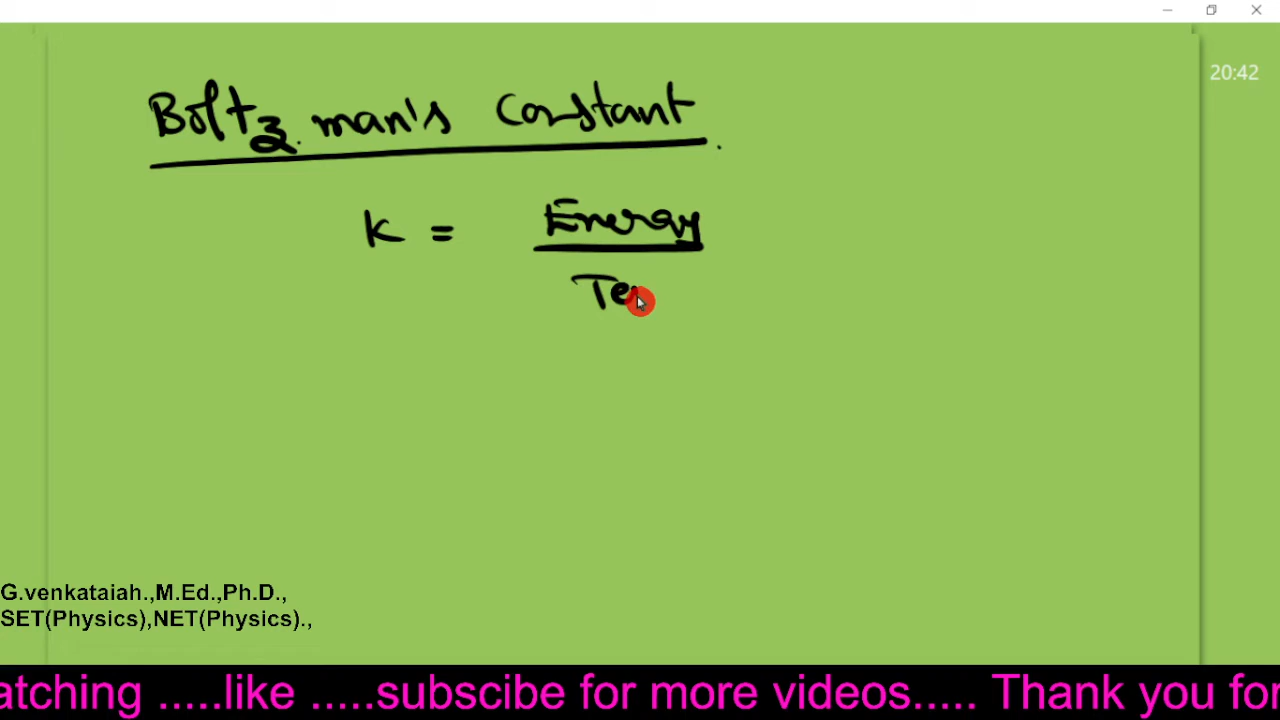 20:42
Boltzman's Constant.
K = Energy
Te
G.venkataiah.,M.Ed.,Ph.D.,
SET(Physics),NET(Physics).,
atching .....like .....subscibe for more videos..... Thank you for